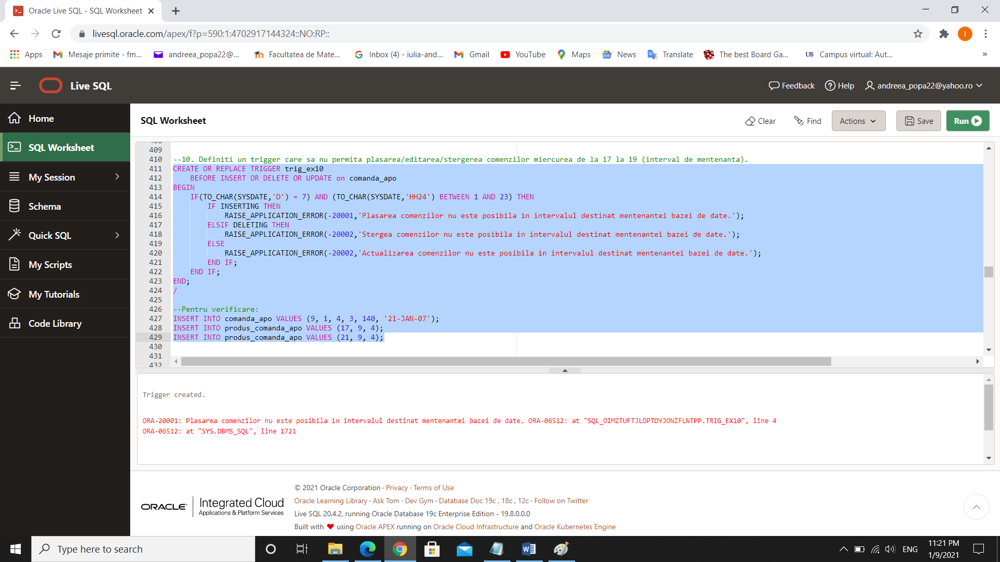 Oracle Live SQL - SQL Worksheet
livesql.oracle.com/apex/f?p=590:1:4702917144324::NO:RP::
I
Apps
Mesaje primite - fm...
andreea_popa22@...
Facultatea de Mate...
Inbox (4) - iulia-and...
Gmail
YouTube
Maps
News
Translate
The best Board Ga...
UB Campus virtual: Aut...
»
Live SQL
Feedback
Help
andreea_popa22@yahoo.ro
Home
SQL Worksheet
My Session
Schema
Quick SQL
My Scripts
My Tutorials
Code Library
SQL Worksheet
Clear
Find
Actions
Save
Run
409
410 --10. Definiti un trigger care sa nu permita plasarea/editarea/stergerea comenzilor miercurea de la 17 la 19 (interval de mentenanta).
411 CREATE OR REPLACE TRIGGER trig_ex10
412 BEFORE INSERT OR DELETE OR UPDATE on comanda_apo
413 BEGIN
414 IF(TO_CHAR(SYSDATE,'D') = 7) AND (TO_CHAR(SYSDATE,'HH24') BETWEEN 1 AND 23) THEN
415 IF INSERTING THEN
416 RAISE_APPLICATION_ERROR(-20001,'Plasarea comenzilor nu este posibila in intervalul destinat mentenantei bazei de date.');
417 ELSIF DELETING THEN
418 RAISE_APPLICATION_ERROR(-20002,'Stergea comenzilor nu este posibila in intervalul destinat mentenantei bazei de date.');
419 ELSE
420 RAISE_APPLICATION_ERROR(-20002,'Actualizarea comenzilor nu este posibila in intervalul destinat mentenantei bazei de date.');
421 END IF;
422 END IF;
423 END;
424 /
425
426 --Pentru verificare:
427 INSERT INTO comanda_apo VALUES (9, 1, 4, 3, 140, '21-JAN-07');
428 INSERT INTO produs_comanda_apo VALUES (17, 9, 4);
429 INSERT INTO produs_comanda_apo VALUES (21, 9, 4);
430
431
432
Trigger created.
ORA-20001: Plasarea comenzilor nu este posibila in intervalul destinat mentenantei bazei de date. ORA-06512: at "SQL_OIMZTUFTJLDPTDYJONZFLNTPP.TRIG_EX10", line 4
ORA-06512: at "SYS.DBMS_SQL", line 1721
ORACLE
Integrated Cloud
Applications & Platform Services
© 2021 Oracle Corporation · Privacy · Terms of Use
Oracle Learning Library · Ask Tom · Dev Gym · Database Doc 19c , 18c , 12c · Follow on Twitter
Live SQL 20.4.2, running Oracle Database 19c Enterprise Edition - 19.8.0.0.0
Built with ❤ using Oracle APEX running on Oracle Cloud Infrastructure and Oracle Kubernetes Engine
Type here to search
ENG
11:21 PM
1/9/2021